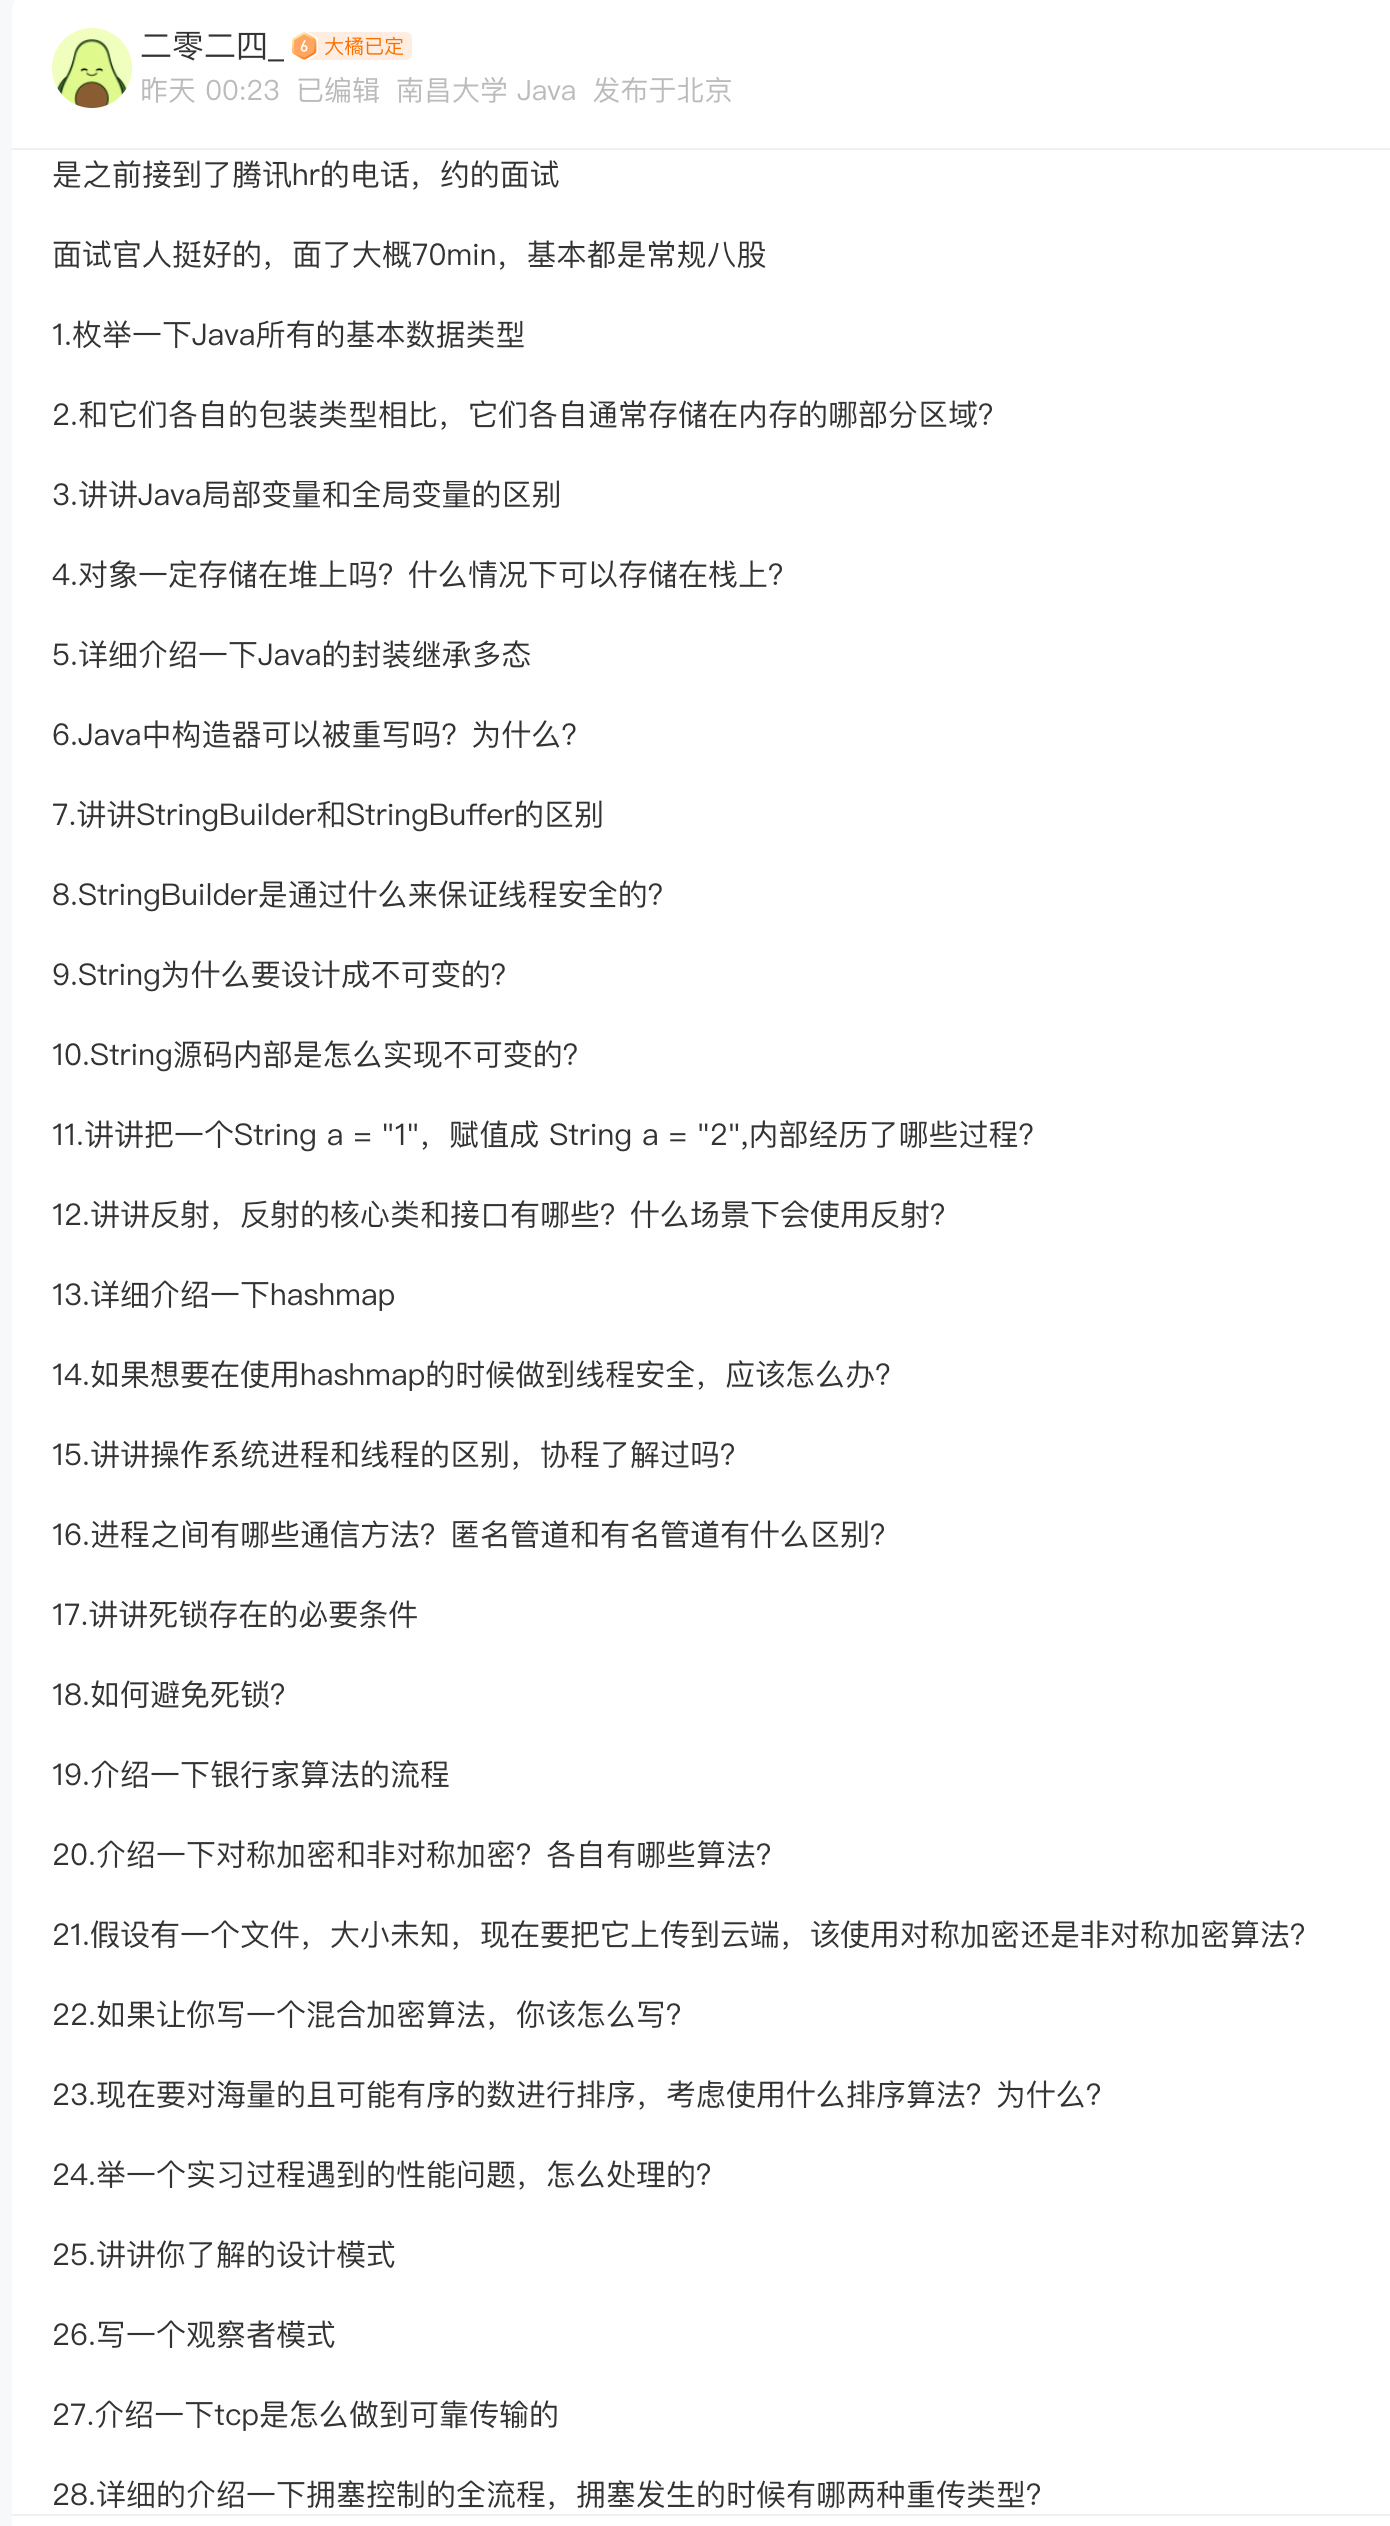 二零二四_ 6 大橘已定
昨天 00:23 已编辑 南昌大学 Java 发布于北京
是之前接到了腾讯hr的电话，约的面试
面试官人挺好的，面了大概70min，基本都是常规八股
1.枚举一下Java所有的基本数据类型
2.和它们各自的包装类型相比，它们各自通常存储在内存的哪部分区域？
3.讲讲Java局部变量和全局变量的区别
4.对象一定存储在堆上吗？什么情况下可以存储在栈上？
5.详细介绍一下Java的封装继承多态
6.Java中构造器可以被重写吗？为什么？
7.讲讲StringBuilder和StringBuffer的区别
8.StringBuilder是通过什么来保证线程安全的？
9.String为什么要设计成不可变的？
10.String源码内部是怎么实现不可变的？
11.讲讲把一个String a = "1"，赋值成 String a = "2",内部经历了哪些过程？
12.讲讲反射，反射的核心类和接口有哪些？什么场景下会使用反射？
13.详细介绍一下hashmap
14.如果想要在使用hashmap的时候做到线程安全，应该怎么办？
15.讲讲操作系统进程和线程的区别，协程了解过吗？
16.进程之间有哪些通信方法？匿名管道和有名管道有什么区别？
17.讲讲死锁存在的必要条件
18.如何避免死锁？
19.介绍一下银行家算法的流程
20.介绍一下对称加密和非对称加密？各自有哪些算法？
21.假设有一个文件，大小未知，现在要把它上传到云端，该使用对称加密还是非对称加密算法？
22.如果让你写一个混合加密算法，你该怎么写？
23.现在要对海量的且可能有序的数进行排序，考虑使用什么排序算法？为什么？
24.举一个实习过程遇到的性能问题，怎么处理的？
25.讲讲你了解的设计模式
26.写一个观察者模式
27.介绍一下tcp是怎么做到可靠传输的
28.详细的介绍一下拥塞控制的全流程，拥塞发生的时候有哪两种重传类型？